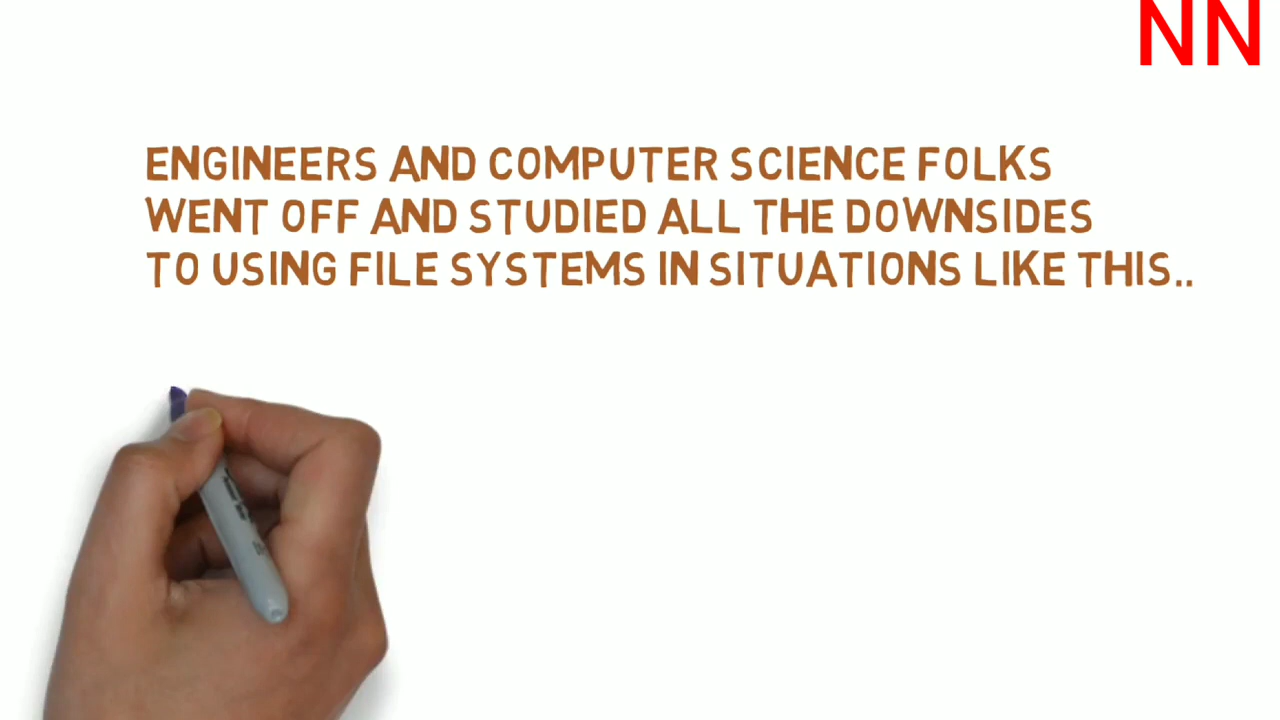 NN
ENGINEERS AND COMPUTER SCIENCE FOLKS
WENT OFF AND STUDIED ALL THE DOWNSIDES
TO USING FILE SYSTEMS IN SITUATIONS LIKE THIS..